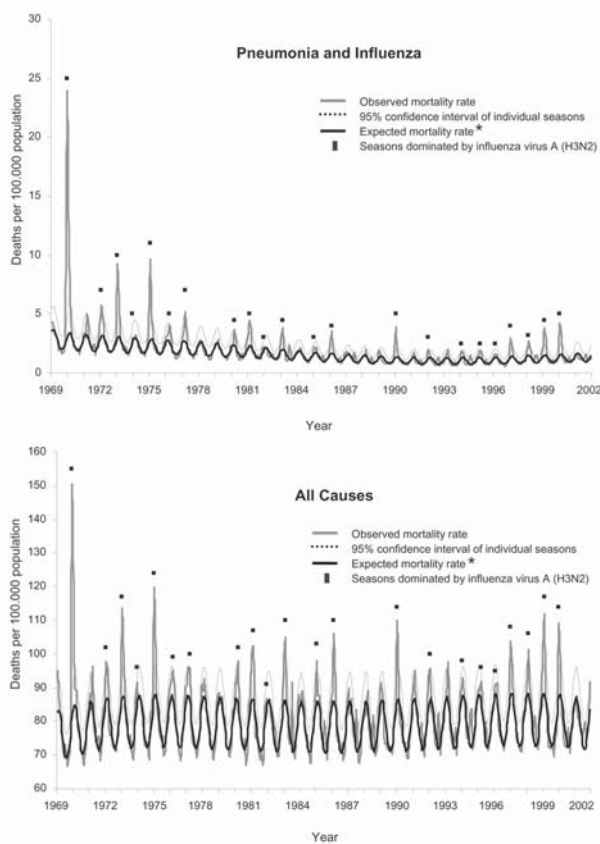 30
Pneumonia and Influenza
25
Observed mortality rate
95% confidence interval of individual seasons
Expected mortality rate *
Seasons dominated by influenza virus A (H3N2)
20
15
10
5
0
Deaths per 100.000 population
1969 1972 1975 1978 1981 1984 1987 1990 1993 1996 1999 2002
Year
160
150
All Causes
140
Observed mortality rate
95% confidence interval of individual seasons
130
Expected mortality rate *
Seasons dominated by influenza virus A (H3N2)
120
110
100
90
80
70
60
Deaths per 100.000 population
1969 1972 1975 1978 1981 1984 1987 1990 1993 1996 1999 2002
Year